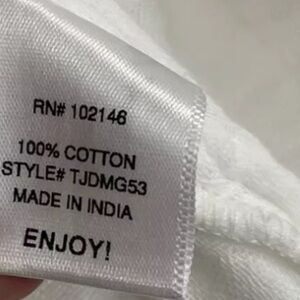 RN# 102146
100% COTTON
STYLE# TJDMG53
MADE IN INDIA
ENJOY!